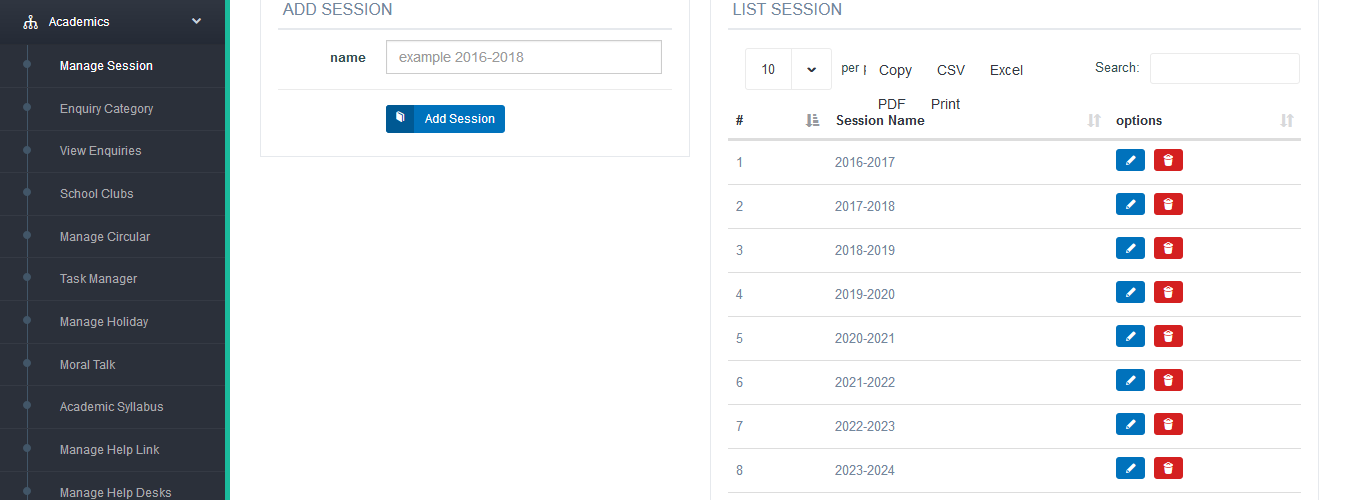 Academics
Manage Session
Enquiry Category
View Enquiries
School Clubs
Manage Circular
Task Manager
Manage Holiday
Moral Talk
Academic Syllabus
Manage Help Link
Manage Help Desks
ADD SESSION
name example 2016-2018
Add Session
LIST SESSION
10 per Copy CSV Excel Search:
PDF Print
# Session Name options
1 2016-2017
2 2017-2018
3 2018-2019
4 2019-2020
5 2020-2021
6 2021-2022
7 2022-2023
8 2023-2024